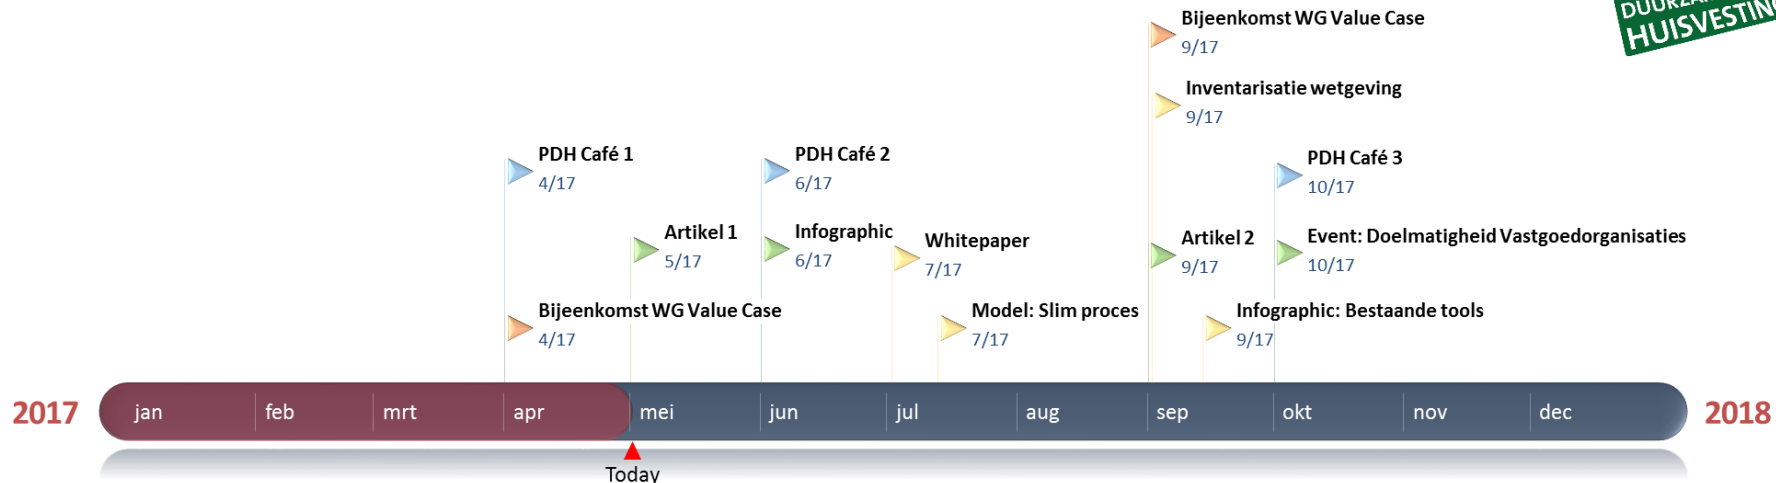 HUISVESTING
Bijeenkomst WG Value Case
9/17
Inventarisatie wetgeving
9/17
PDH Café 1
4/17
PDH Café 2
6/17
PDH Café 3
10/17
Artikel 1
5/17
Infographic
6/17
Whitepaper
7/17
Artikel 2
9/17
Event: Doelmatigheid Vastgoedorganisaties
10/17
Bijeenkomst WG Value Case
4/17
Model: Slim proces
7/17
Infographic: Bestaande tools
9/17
2017 jan feb mrt apr mei jun jul aug sep okt nov dec 2018
Today